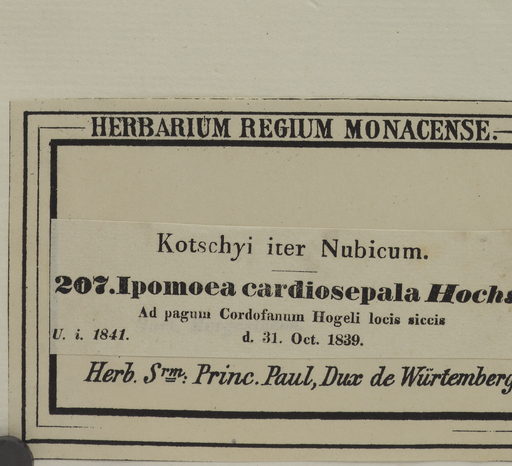 HERBARIUM REGIUM MONACENSE.
Kotschyi iter Nubicum.
207. Ipomoea cardiosepala Hochs
Ad pagum Cordofanum Hogeli locis siccis
U. i. 1841. d. 31. Oct. 1839.
Herb. Srm: Princ. Paul, Dux de Würtemberg